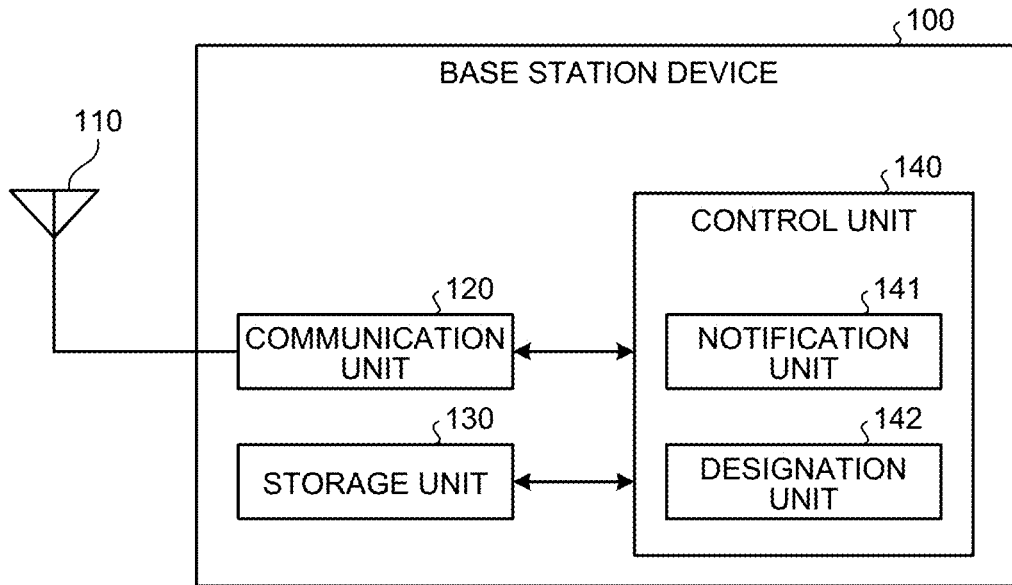 100
BASE STATION DEVICE
110
140
CONTROL UNIT
120
COMMUNICATION
UNIT
141
NOTIFICATION
UNIT
130
STORAGE UNIT
142
DESIGNATION
UNIT